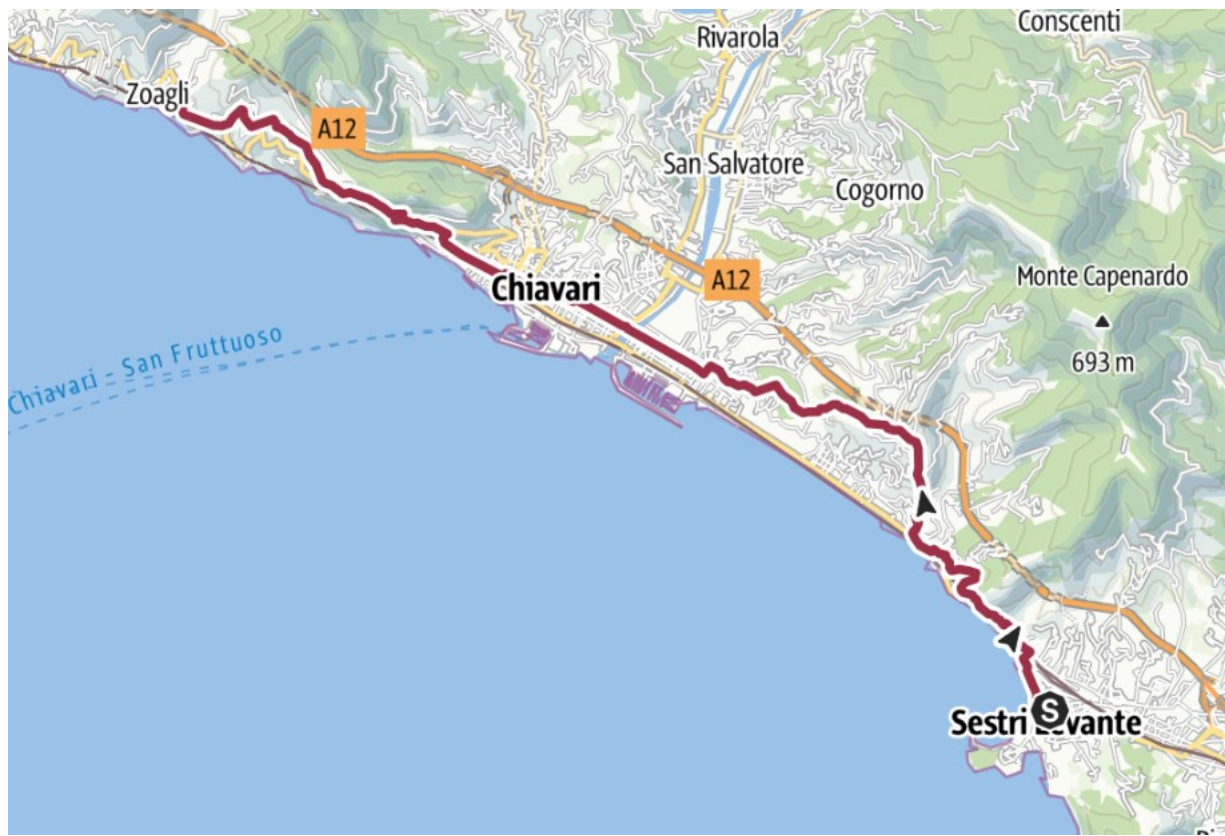 Conscenti
Rivarola
Zoagli
A12
San Salvatore
Cogorno
Chiavari
A12
Monte Capenardo
693 m
Chiavari - San Fruttuoso
S
Sestri Levante